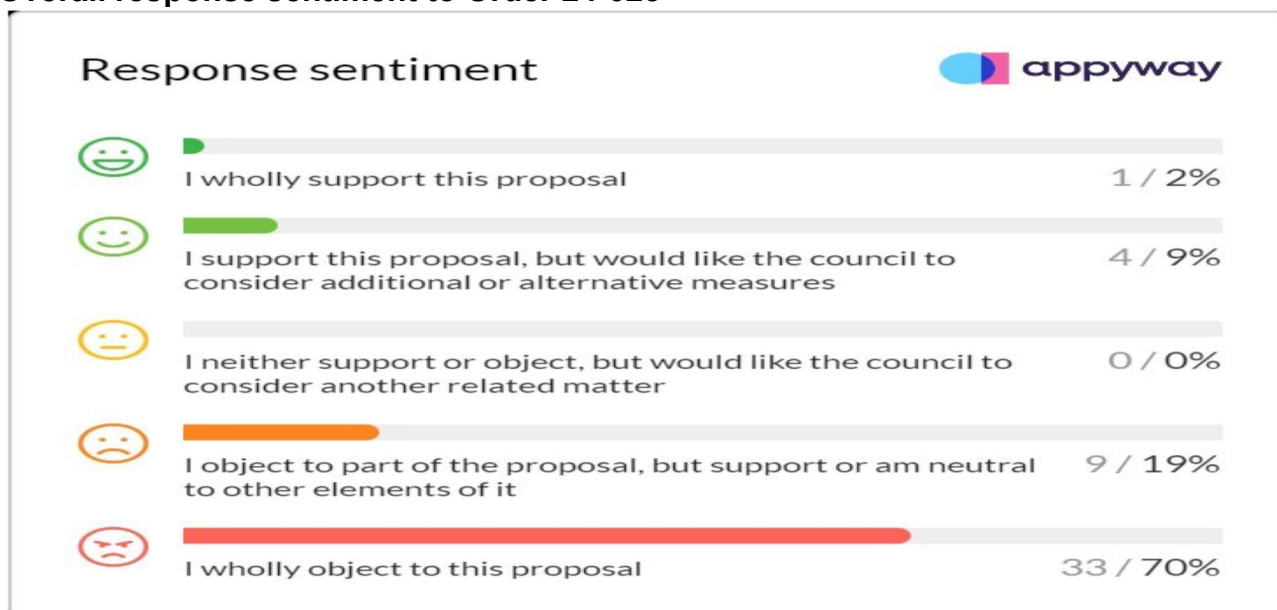 Response sentiment
appyway
I wholly support this proposal
1 / 2%
I support this proposal, but would like the council to
consider additional or alternative measures
4 / 9%
I neither support or object, but would like the council to
consider another related matter
0 / 0%
I object to part of the proposal, but support or am neutral
to other elements of it
9 / 19%
I wholly object to this proposal
33 / 70%